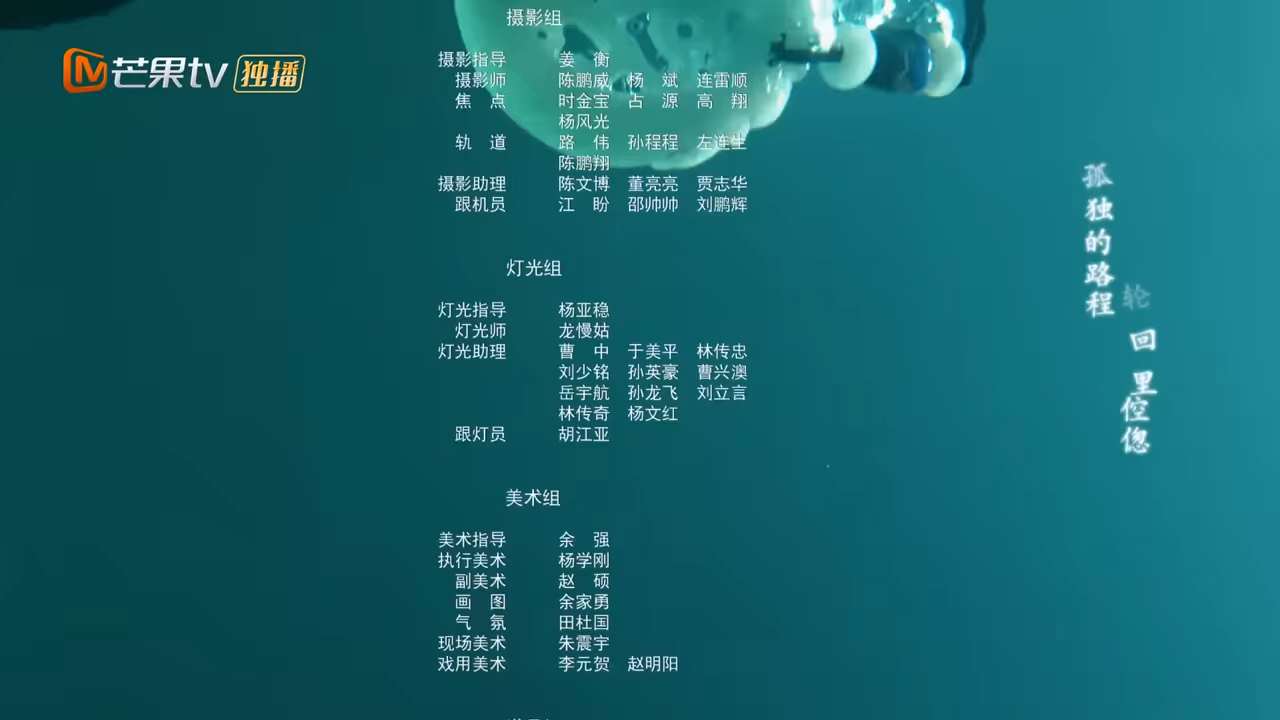 芒果tv 独播
摄影组
摄影指导 姜 衡
摄影师 陈鹏威 杨 斌 连雷顺
焦 点 时金宝 占 源 高 翔
杨风光
轨 道 路 伟 孙程程 左连生
陈鹏翔
摄影助理 陈文博 董亮亮 贾志华
跟机员 江 盼 邵帅帅 刘鹏辉
灯光组
灯光指导 杨亚稳
灯光师 龙慢姑
灯光助理 曹 中 于美平 林传忠
刘少铭 孙英豪 曹兴澳
岳宇航 孙龙飞 刘立言
林传奇 杨文红
跟灯员 胡江亚
美术组
美术指导 余 强
执行美术 杨学刚
副美术 赵 硕
画 图 余家勇
气 氛 田杜国
现场美术 朱震宇
戏用美术 李元贺 赵明阳
孤独的路程
轮回里倥偬